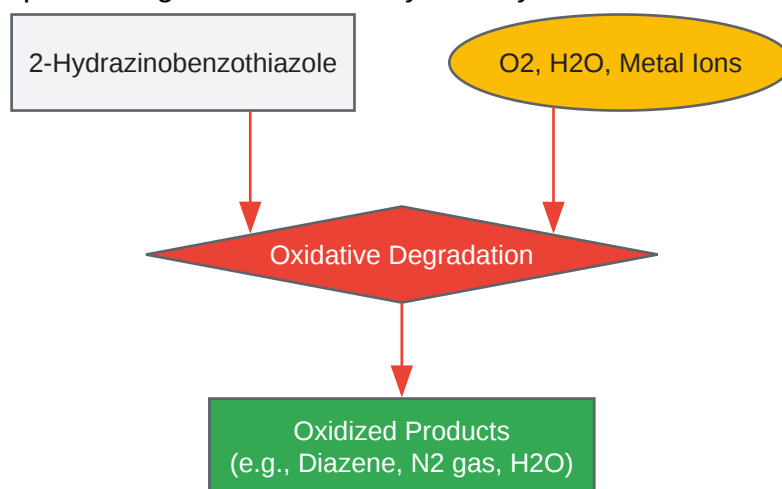 2-Hydrazinobenzothiazole
O2, H2O, Metal Ions
Oxidative Degradation
Oxidized Products
(e.g., Diazene, N2 gas, H2O)